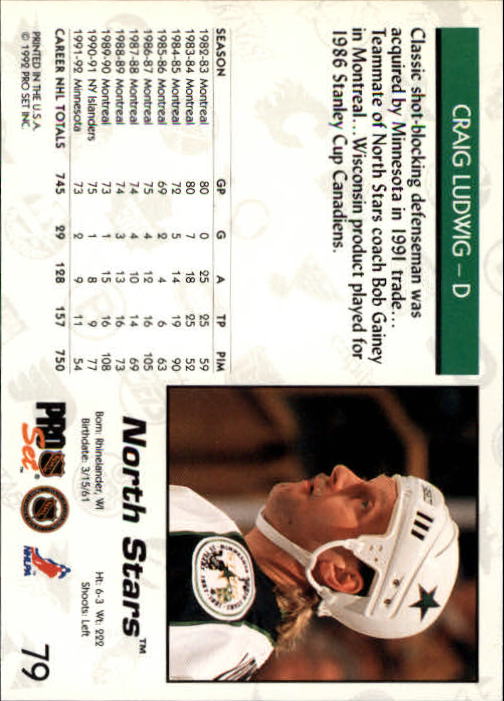 CRAIG LUDWIG – D
Classic shot-blocking defenseman was
acquired by Minnesota in 1991 trade...
Teammate of North Stars coach Bob Gainey
in Montreal...Wisconsin product played for
1986 Stanley Cup Canadiens.
SEASON GP G A TP PIM
1982-83 Montreal 80 0 25 25 59
1983-84 Montreal 80 7 18 25 52
1984-85 Montreal 72 5 14 19 90
1985-86 Montreal 69 2 4 6 63
1986-87 Montreal 75 4 12 16 105
1987-88 Montreal 74 4 10 14 69
1988-89 Montreal 74 3 13 16 73
1989-90 Montreal 73 1 15 16 108
1990-91 NY Islanders 75 1 8 9 77
1991-92 Minnesota 73 2 9 11 54
CAREER NHL TOTALS 745 29 128 157 750
PRINTED IN THE U.S.A.
© 1992 PRO SET INC.
North Stars™
Born: Rhinelander, WI Ht: 6-3 Wt: 222
Birthdate: 3/15/61 Shoots: Left
PRO Set
NHLPA
79